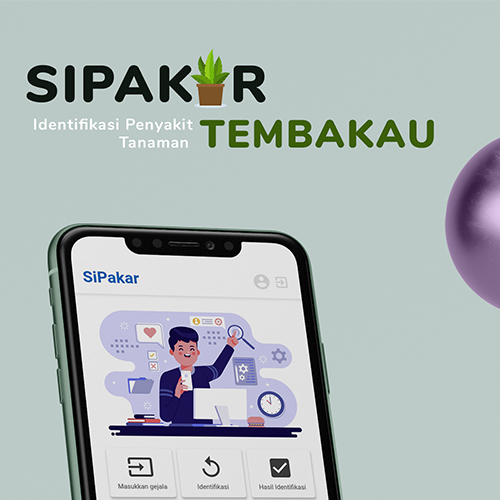 SIPAKAR
Identifikasi Penyakit
Tanaman
TEMBAKAU
SiPakar
Masukkan gejala
Identifikasi
Hasil Identifikasi